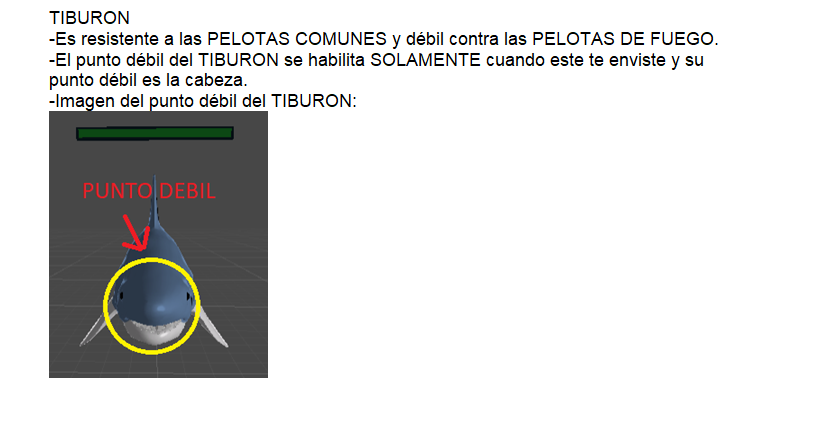 TIBURON
-Es resistente a las PELOTAS COMUNES y débil contra las PELOTAS DE FUEGO.
-El punto débil del TIBURON se habilita SOLAMENTE cuando este te enviste y su
punto débil es la cabeza.
-Imagen del punto débil del TIBURON:
PUNTO DEBIL